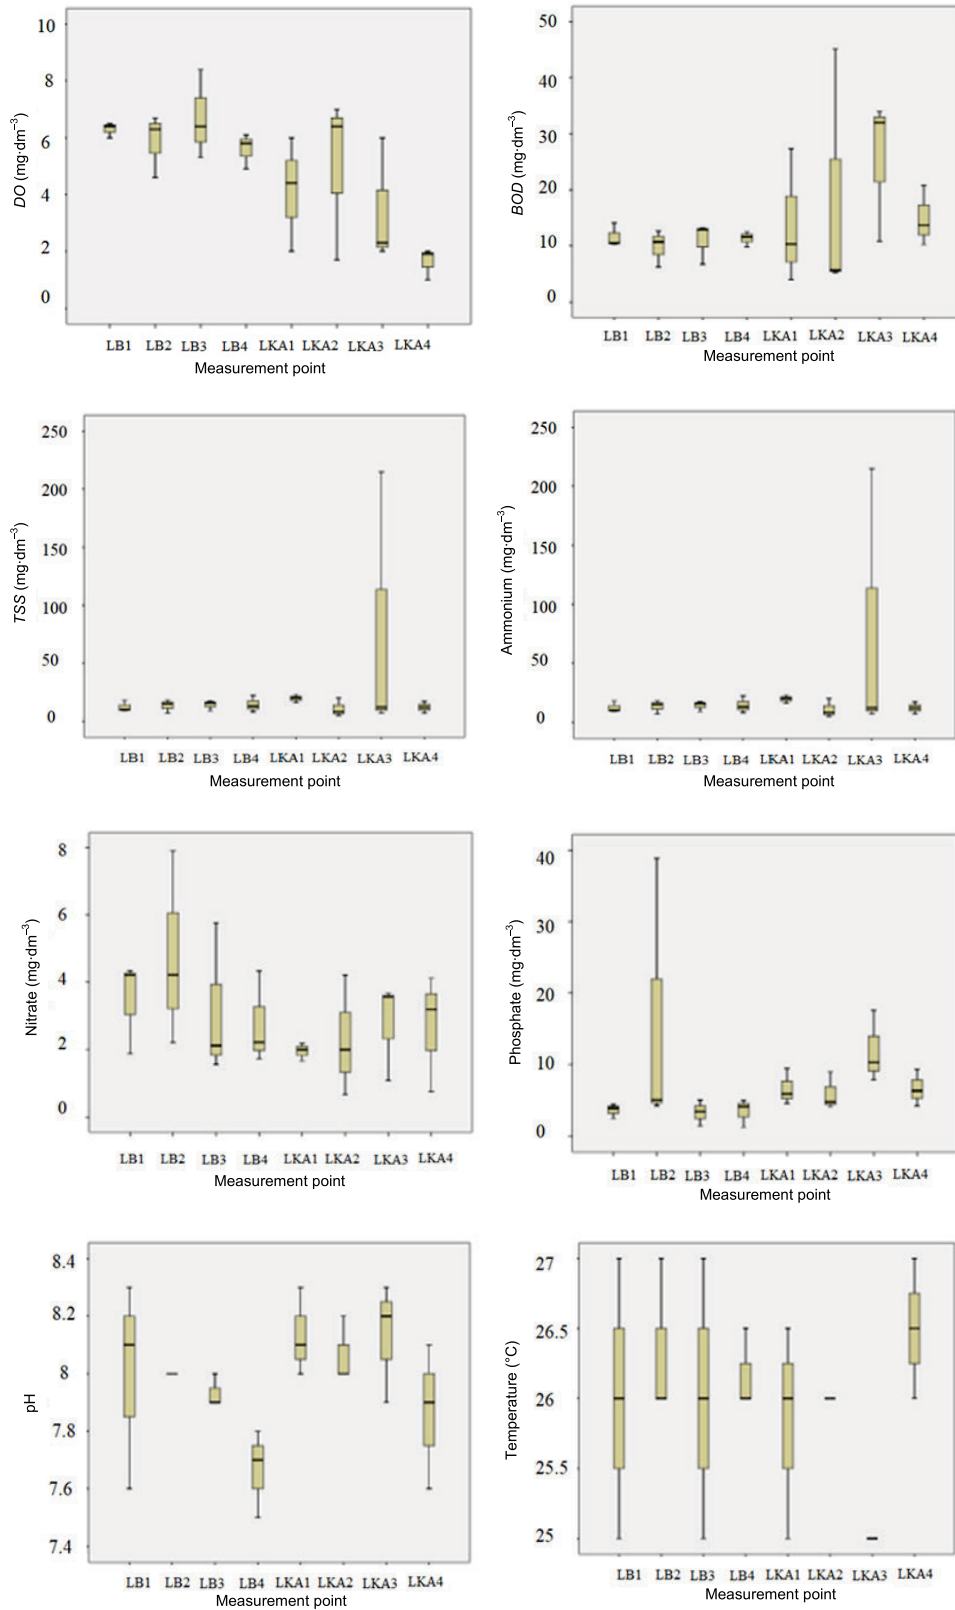 10
8
6
4
2
0
DO (mg·dm⁻³)
LB1 LB2 LB3 LB4 LKA1 LKA2 LKA3 LKA4
Measurement point
50
40
30
20
10
0
BOD (mg·dm⁻³)
LB1 LB2 LB3 LB4 LKA1 LKA2 LKA3 LKA4
Measurement point
250
200
150
100
50
0
TSS (mg·dm⁻³)
LB1 LB2 LB3 LB4 LKA1 LKA2 LKA3 LKA4
Measurement point
250
200
150
100
50
0
Ammonium (mg·dm⁻³)
LB1 LB2 LB3 LB4 LKA1 LKA2 LKA3 LKA4
Measurement point
8
6
4
2
0
Nitrate (mg·dm⁻³)
LB1 LB2 LB3 LB4 LKA1 LKA2 LKA3 LKA4
Measurement point
40
30
20
10
0
Phosphate (mg·dm⁻³)
LB1 LB2 LB3 LB4 LKA1 LKA2 LKA3 LKA4
Measurement point
8.4
8.2
8
7.8
7.6
7.4
pH
LB1 LB2 LB3 LB4 LKA1 LKA2 LKA3 LKA4
Measurement point
27
26.5
26
25.5
25
Temperature (°C)
LB1 LB2 LB3 LB4 LKA1 LKA2 LKA3 LKA4
Measurement point